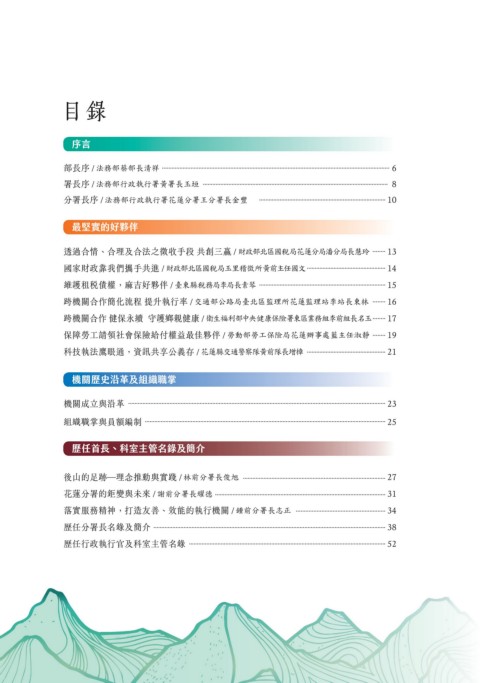 目錄
序言
部長序 / 法務部蔡部長清祥 6
署長序 / 法務部行政執行署黃署長玉垣 8
分署長序 / 法務部行政執行署花蓮分署王分署長金豐 10
最堅實的好夥伴
透過合情、合理及合法之徵收手段 共創三贏 / 財政部北區國稅局花蓮分局潘分局長慧玲 13
國家財政靠我們攜手共進 / 財政部北區國稅局玉里稽徵所黃前主任國文 14
維護租稅債權，麻吉好夥伴 / 臺東縣稅務局李局長素琴 15
跨機關合作簡化流程 提升執行率 / 交通部公路局臺北區監理所花蓮監理站李站長東林 16
跨機關合作 健保永續 守護鄉親健康 / 衛生福利部中央健康保險署東區業務組李前組長名玉 17
保障勞工請領社會保險給付權益最佳夥伴 / 勞動部勞工保險局花蓮辦事處藍主任淑靜 19
科技執法鷹眼通、資訊共享公義存 / 花蓮縣交通警察隊黃前隊長增樟 21
機關歷史沿革及組織職掌
機關成立與沿革 23
組織職掌與員額編制 25
歷任首長、科室主管名錄及簡介
後山的足跡─理念推動與實踐 / 林前分署長俊旭 27
花蓮分署的蛻變與未來 / 謝前分署長耀德 31
落實服務精神，打造友善、效能的執行機關 / 鍾前分署長志正 34
歷任分署長名錄及簡介 38
歷任行政執行官及科室主管名錄 52